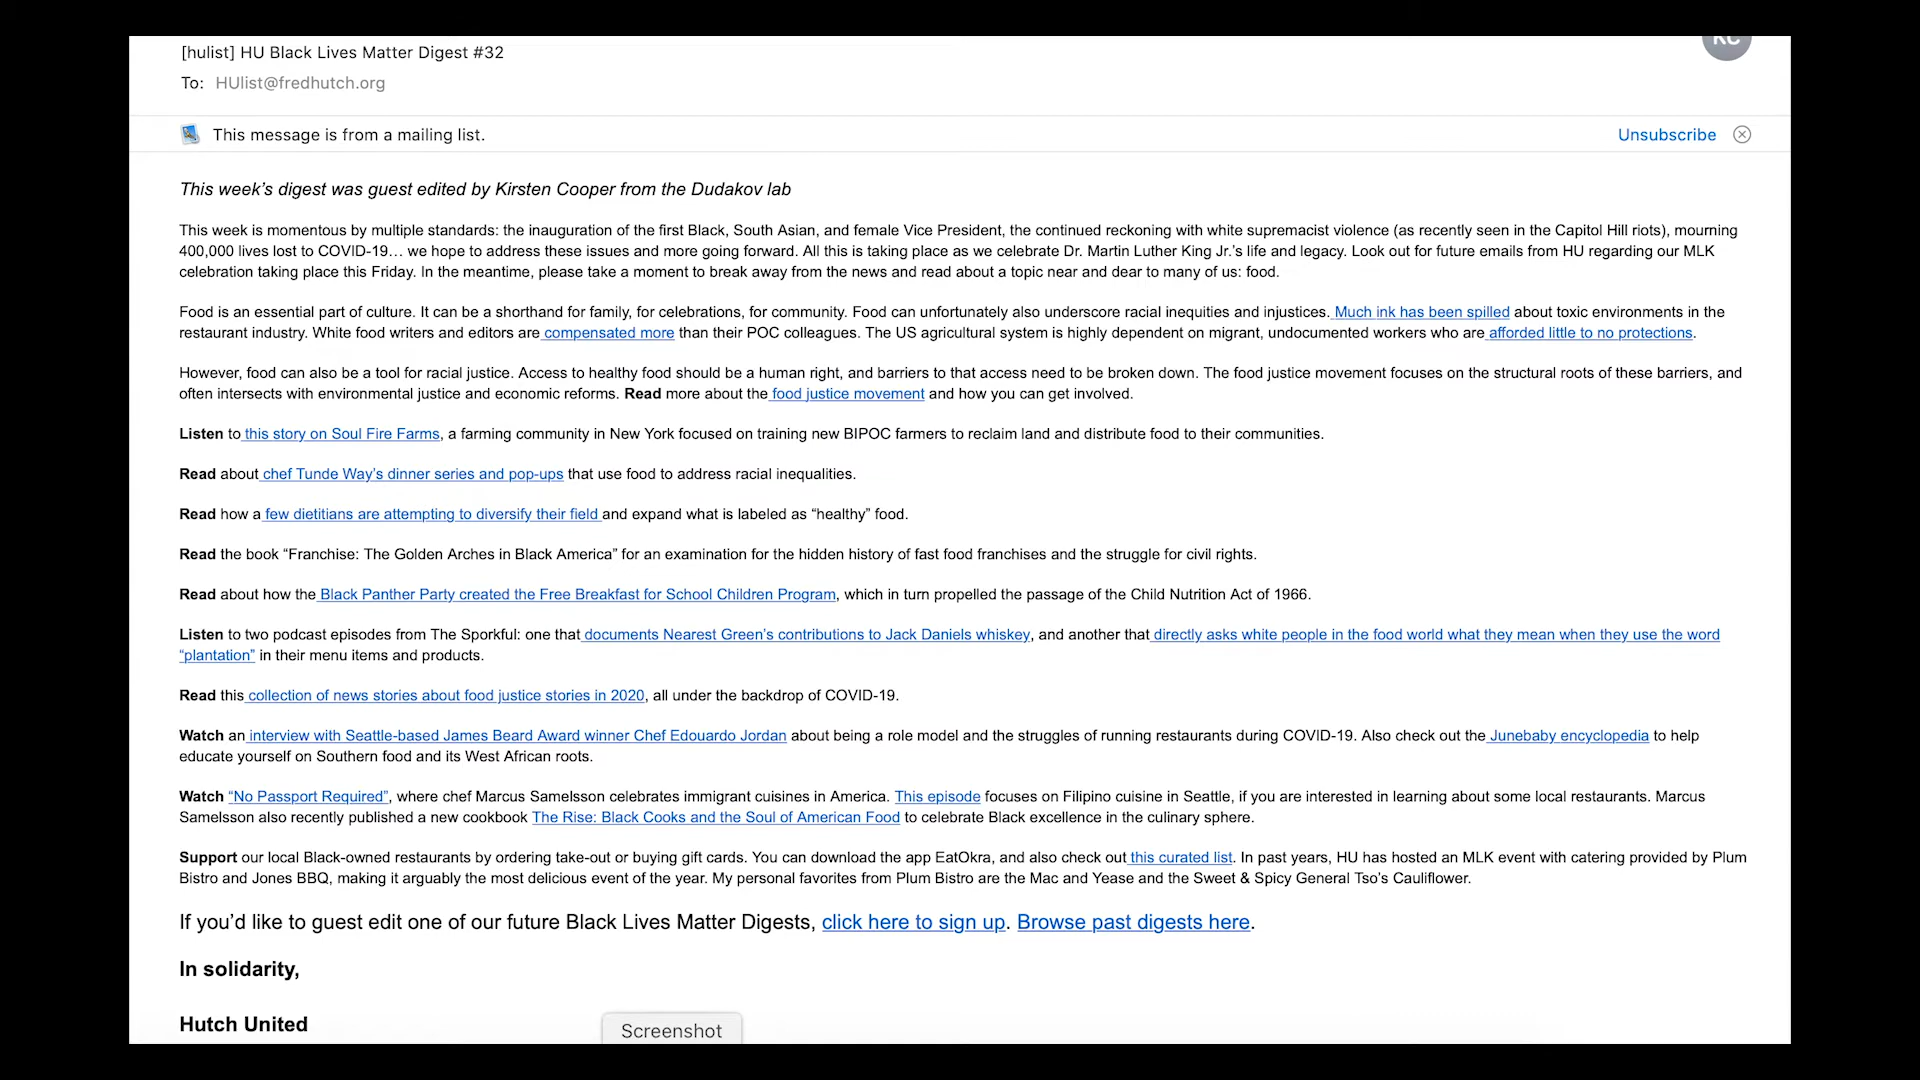 [hulist] HU Black Lives Matter Digest #32
KC
To: HUlist@fredhutch.org
This message is from a mailing list.
Unsubscribe
This week’s digest was guest edited by Kirsten Cooper from the Dudakov lab
This week is momentous by multiple standards: the inauguration of the first Black, South Asian, and female Vice President, the continued reckoning with white supremacist violence (as recently seen in the Capitol Hill riots), mourning
400,000 lives lost to COVID-19… we hope to address these issues and more going forward. All this is taking place as we celebrate Dr. Martin Luther King Jr.’s life and legacy. Look out for future emails from HU regarding our MLK
celebration taking place this Friday. In the meantime, please take a moment to break away from the news and read about a topic near and dear to many of us: food.
Food is an essential part of culture. It can be a shorthand for family, for celebrations, for community. Food can unfortunately also underscore racial inequities and injustices. Much ink has been spilled about toxic environments in the
restaurant industry. White food writers and editors are compensated more than their POC colleagues. The US agricultural system is highly dependent on migrant, undocumented workers who are afforded little to no protections.
However, food can also be a tool for racial justice. Access to healthy food should be a human right, and barriers to that access need to be broken down. The food justice movement focuses on the structural roots of these barriers, and
often intersects with environmental justice and economic reforms. Read more about the food justice movement and how you can get involved.
Listen to this story on Soul Fire Farms, a farming community in New York focused on training new BIPOC farmers to reclaim land and distribute food to their communities.
Read about chef Tunde Way’s dinner series and pop-ups that use food to address racial inequalities.
Read how a few dietitians are attempting to diversify their field and expand what is labeled as “healthy” food.
Read the book “Franchise: The Golden Arches in Black America” for an examination for the hidden history of fast food franchises and the struggle for civil rights.
Read about how the Black Panther Party created the Free Breakfast for School Children Program, which in turn propelled the passage of the Child Nutrition Act of 1966.
Listen to two podcast episodes from The Sporkful: one that documents Nearest Green’s contributions to Jack Daniels whiskey, and another that directly asks white people in the food world what they mean when they use the word
“plantation” in their menu items and products.
Read this collection of news stories about food justice stories in 2020, all under the backdrop of COVID-19.
Watch an interview with Seattle-based James Beard Award winner Chef Edouardo Jordan about being a role model and the struggles of running restaurants during COVID-19. Also check out the Junebaby encyclopedia to help
educate yourself on Southern food and its West African roots.
Watch “No Passport Required”, where chef Marcus Samelsson celebrates immigrant cuisines in America. This episode focuses on Filipino cuisine in Seattle, if you are interested in learning about some local restaurants. Marcus
Samelsson also recently published a new cookbook The Rise: Black Cooks and the Soul of American Food to celebrate Black excellence in the culinary sphere.
Support our local Black-owned restaurants by ordering take-out or buying gift cards. You can download the app EatOkra, and also check out this curated list. In past years, HU has hosted an MLK event with catering provided by Plum
Bistro and Jones BBQ, making it arguably the most delicious event of the year. My personal favorites from Plum Bistro are the Mac and Yease and the Sweet & Spicy General Tso’s Cauliflower.
If you’d like to guest edit one of our future Black Lives Matter Digests, click here to sign up. Browse past digests here.
In solidarity,
Hutch United
Screenshot